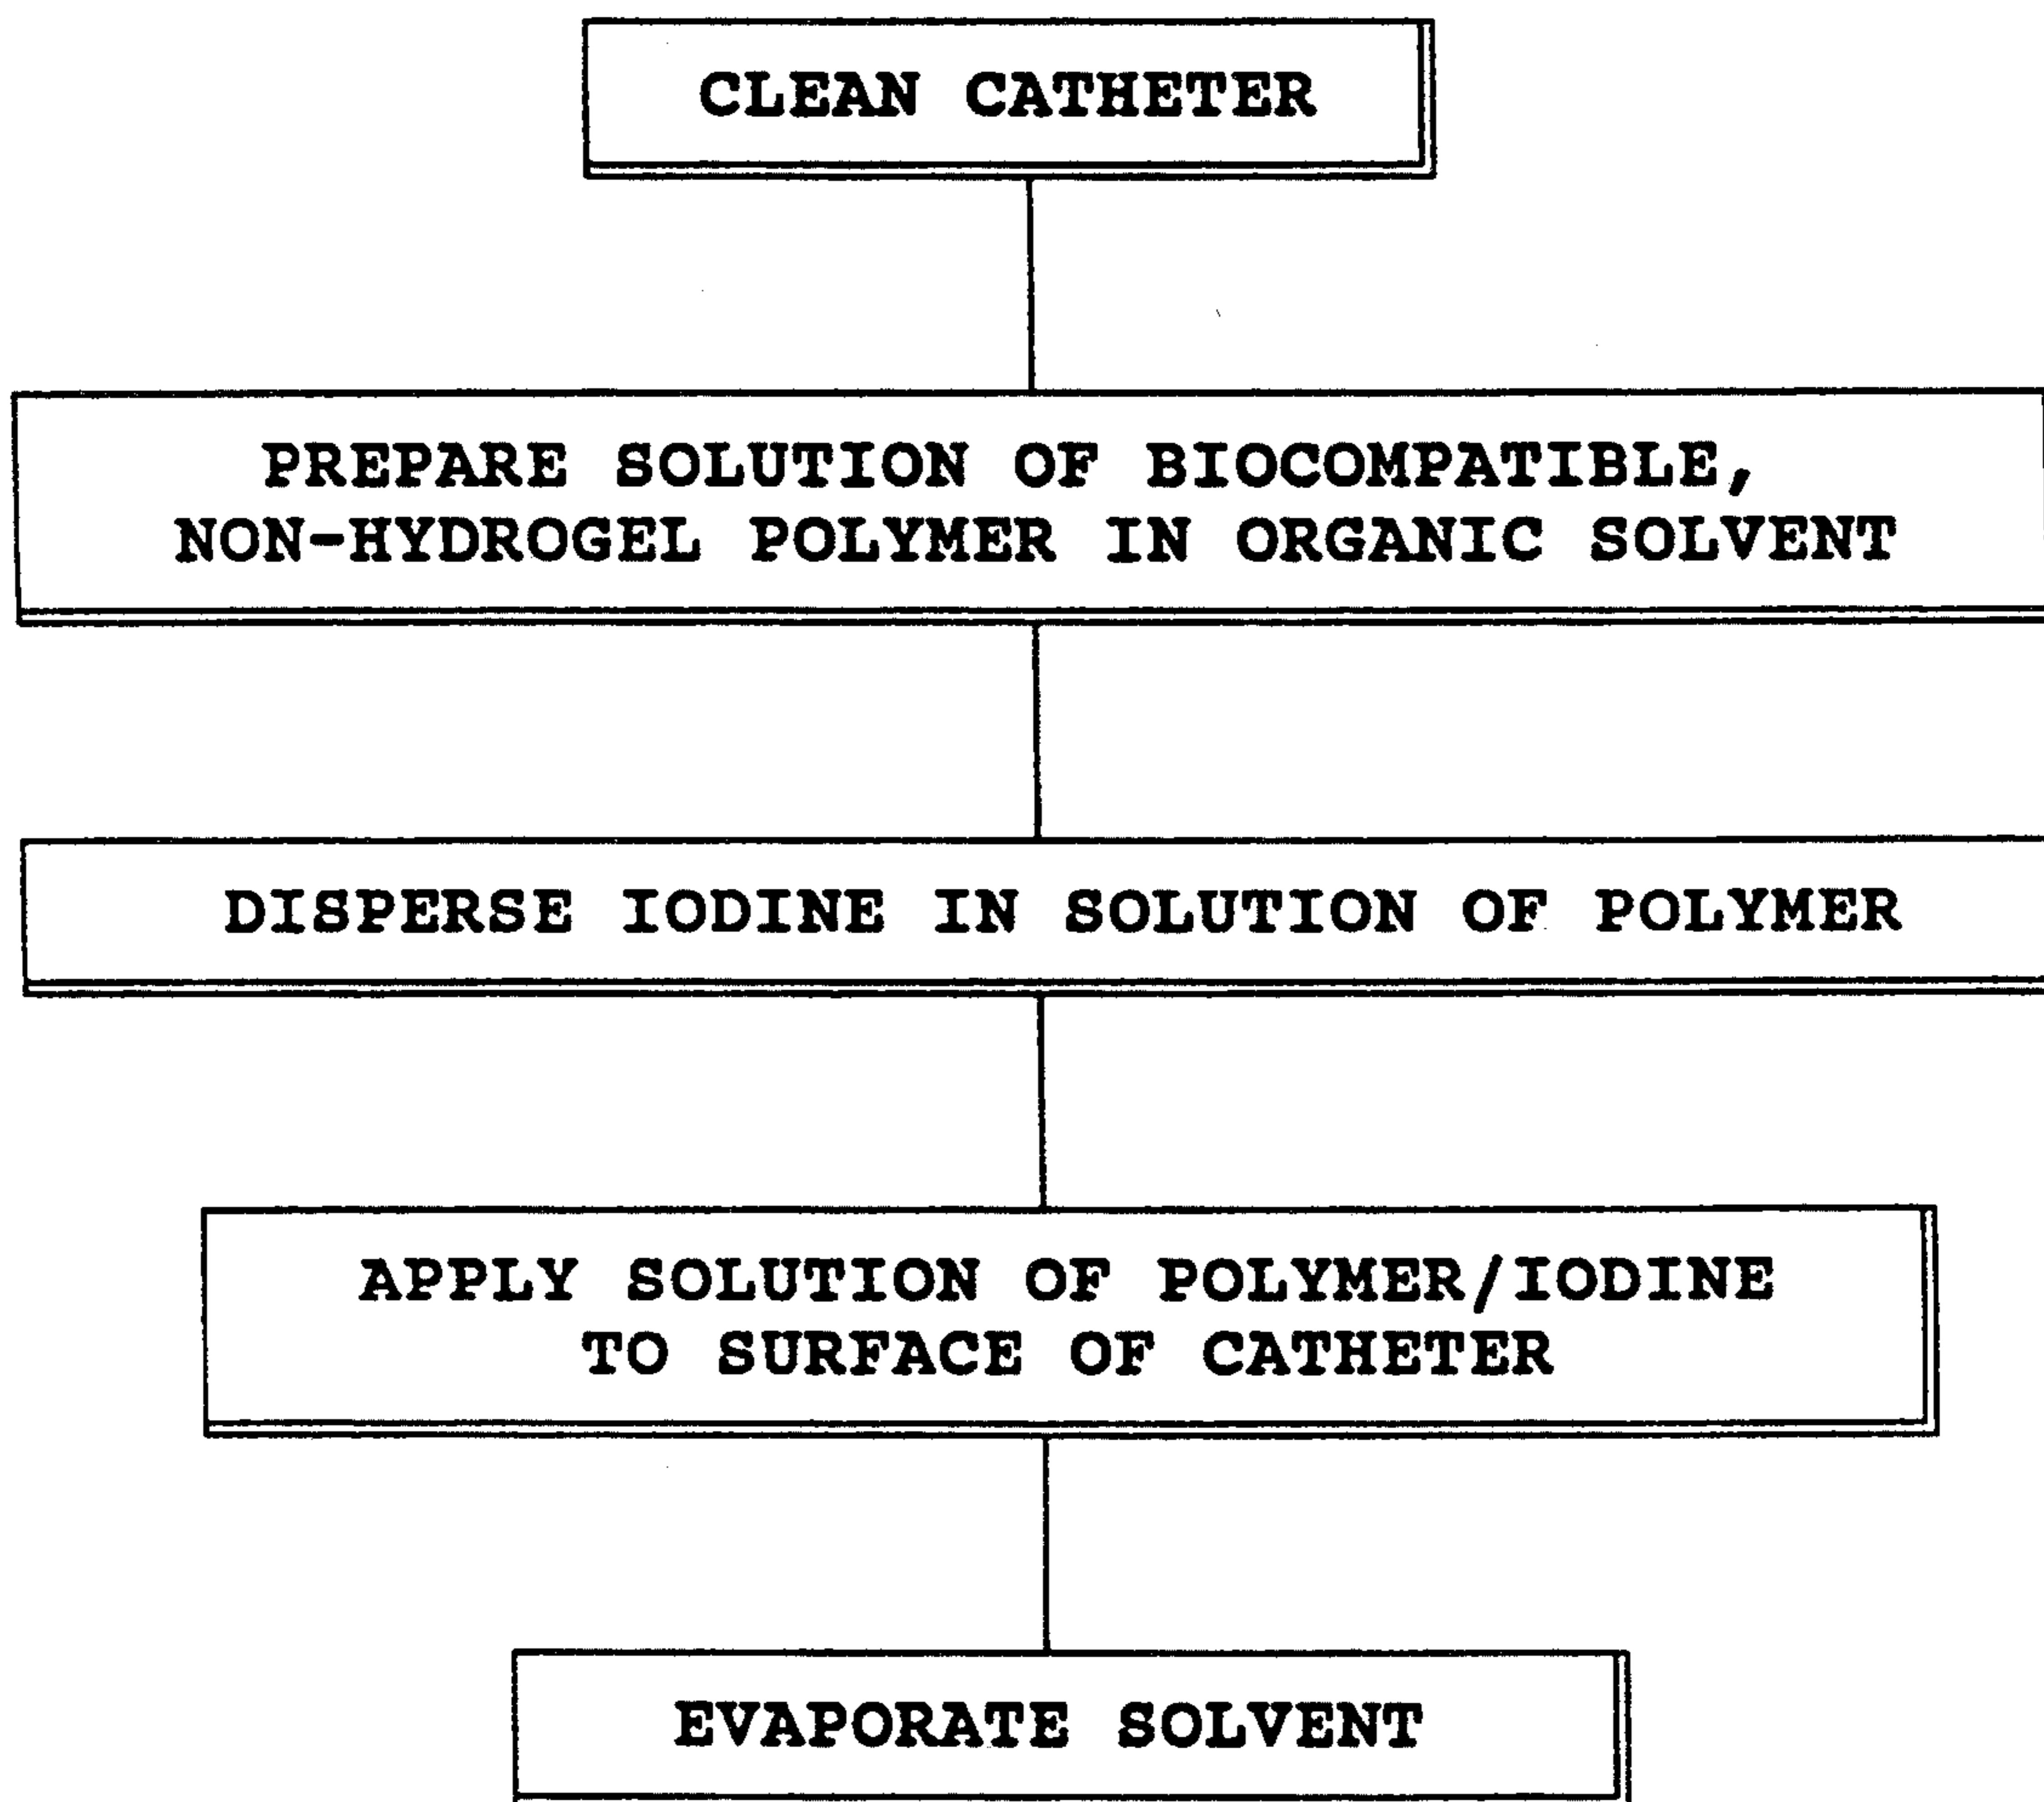 CLEAN CATHETER
PREPARE SOLUTION OF BIOCOMPATIBLE,
NON-HYDROGEL POLYMER IN ORGANIC SOLVENT
DISPERSE IODINE IN SOLUTION OF POLYMER
APPLY SOLUTION OF POLYMER/IODINE
TO SURFACE OF CATHETER
EVAPORATE SOLVENT